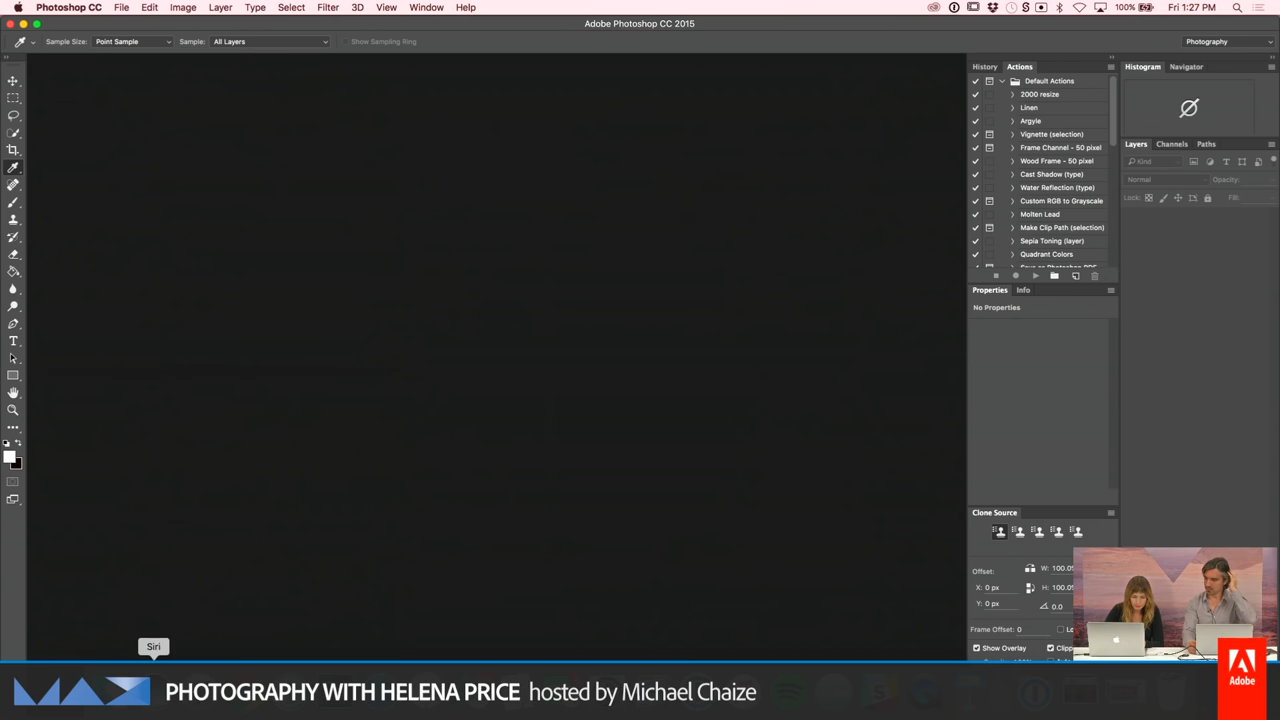 Photoshop CC File Edit Image Layer Type Select Filter 3D View Window Help 100% Fri 1:27 PM
Adobe Photoshop CC 2015
Sample Size: Point Sample Sample: All Layers Show Sampling Ring Photography
History Actions
Default Actions
2000 resize
Linen
Argyle
Vignette (selection)
Frame Channel - 50 pixel
Wood Frame - 50 pixel
Cast Shadow (type)
Water Reflection (type)
Custom RGB to Grayscale
Molten Lead
Make Clip Path (selection)
Sepia Toning (layer)
Quadrant Colors
Histogram Navigator
Layers Channels Paths
Kind
Normal Opacity:
Lock: Fill:
Properties Info
No Properties
Clone Source
Offset: W: 100.0%
X: 0 px H: 100.0%
Y: 0 px 0.0
Frame Offset: 0
Show Overlay
Siri
MAX PHOTOGRAPHY WITH HELENA PRICE hosted by Michael Chaize
Adobe